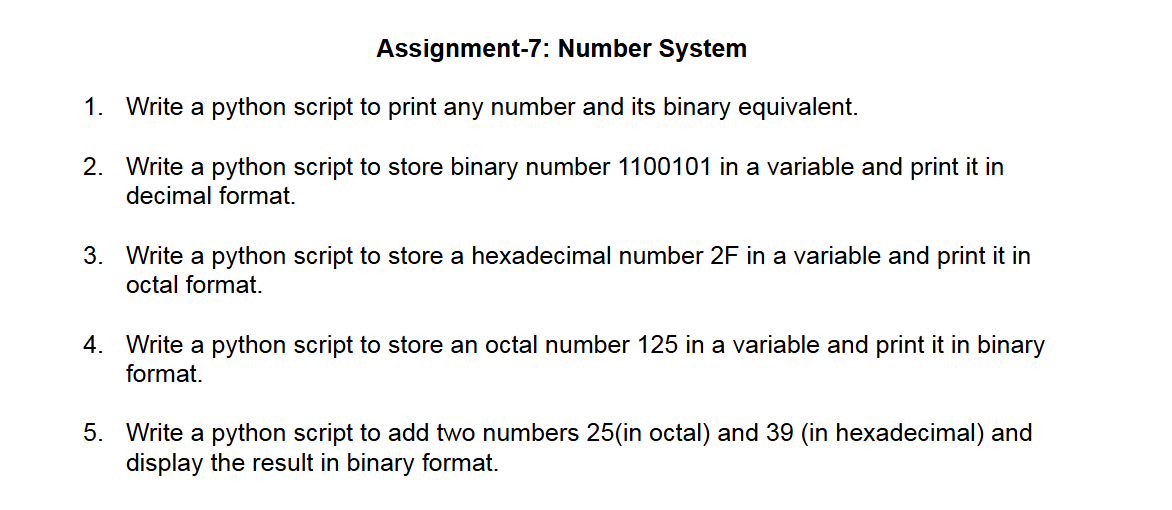 Assignment-7: Number System
1. Write a python script to print any number and its binary equivalent.
2. Write a python script to store binary number 1100101 in a variable and print it in
decimal format.
3. Write a python script to store a hexadecimal number 2F in a variable and print it in
octal format.
4. Write a python script to store an octal number 125 in a variable and print it in binary
format.
5. Write a python script to add two numbers 25(in octal) and 39 (in hexadecimal) and
display the result in binary format.